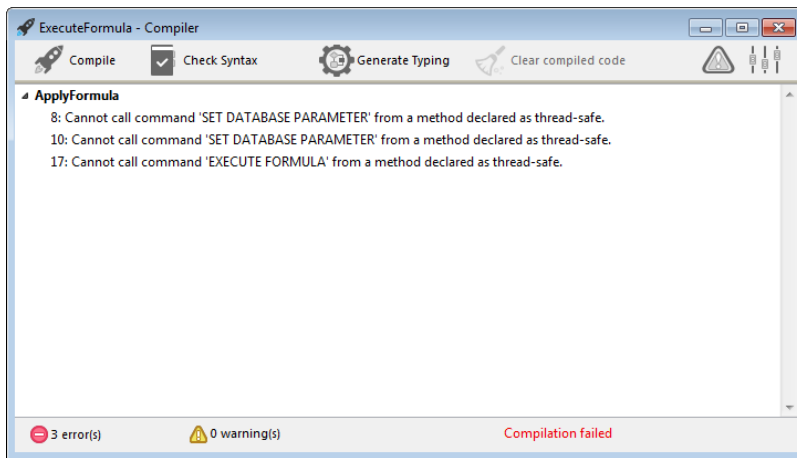 ExecuteFormula - Compiler
Compile Check Syntax Generate Typing Clear compiled code
ApplyFormula
8: Cannot call command 'SET DATABASE PARAMETER' from a method declared as thread-safe.
10: Cannot call command 'SET DATABASE PARAMETER' from a method declared as thread-safe.
17: Cannot call command 'EXECUTE FORMULA' from a method declared as thread-safe.
3 error(s) 0 warning(s) Compilation failed